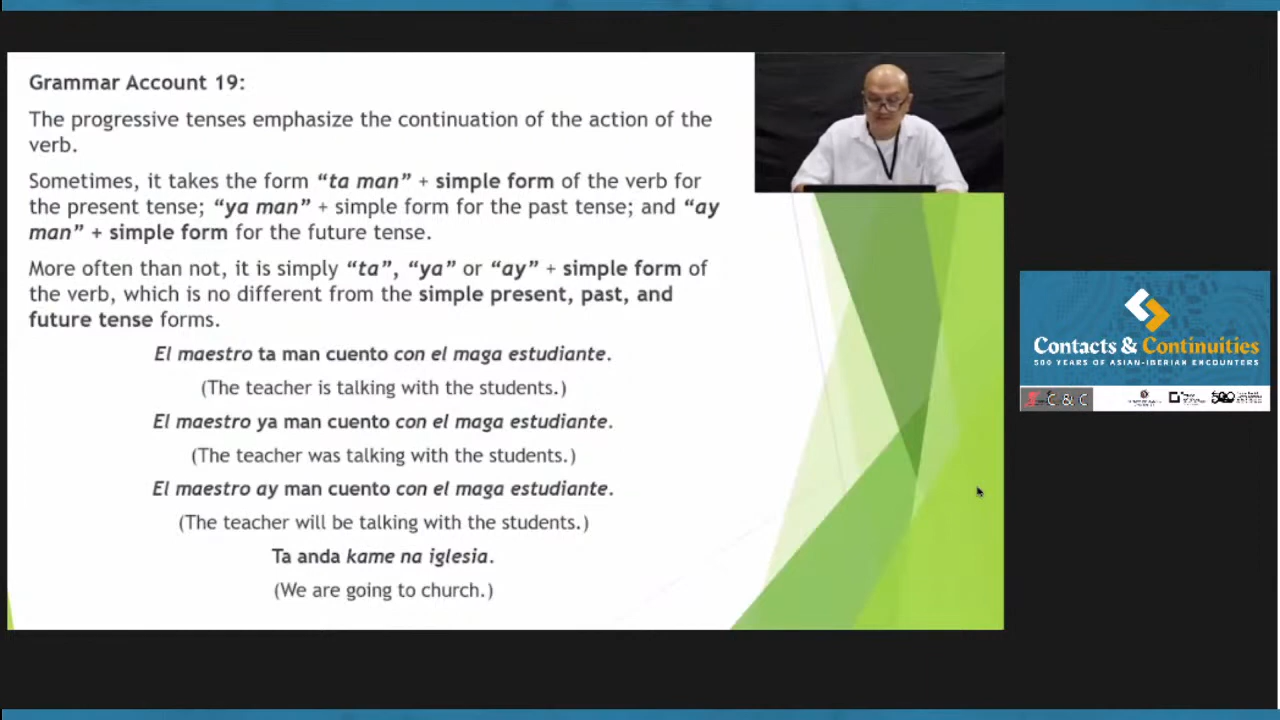 Grammar Account 19:
The progressive tenses emphasize the continuation of the action of the
verb.
Sometimes, it takes the form “ta man” + simple form of the verb for
the present tense; “ya man” + simple form for the past tense; and “ay
man” + simple form for the future tense.
More often than not, it is simply “ta”, “ya” or “ay” + simple form of
the verb, which is no different from the simple present, past, and
future tense forms.
El maestro ta man cuento con el maga estudiante.
(The teacher is talking with the students.)
El maestro ya man cuento con el maga estudiante.
(The teacher was talking with the students.)
El maestro ay man cuento con el maga estudiante.
(The teacher will be talking with the students.)
Ta anda kame na iglesia.
(We are going to church.)
Contacts & Continuities
500 YEARS OF ASIAN-IBERIAN ENCOUNTERS
C & C